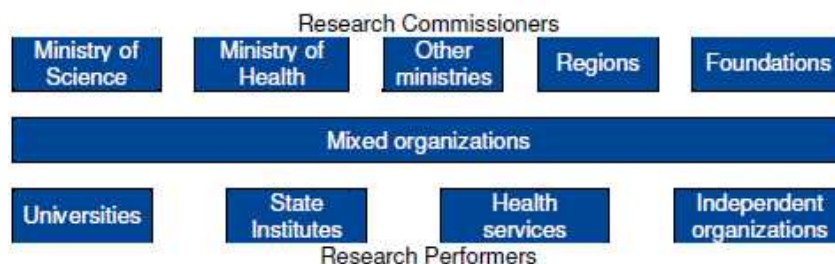 Research Commissioners
Ministry of
Science
Ministry of
Health
Other
ministries
Regions
Foundations
Mixed organizations
Universities
State
Institutes
Health
services
Independent
organizations
Research Performers